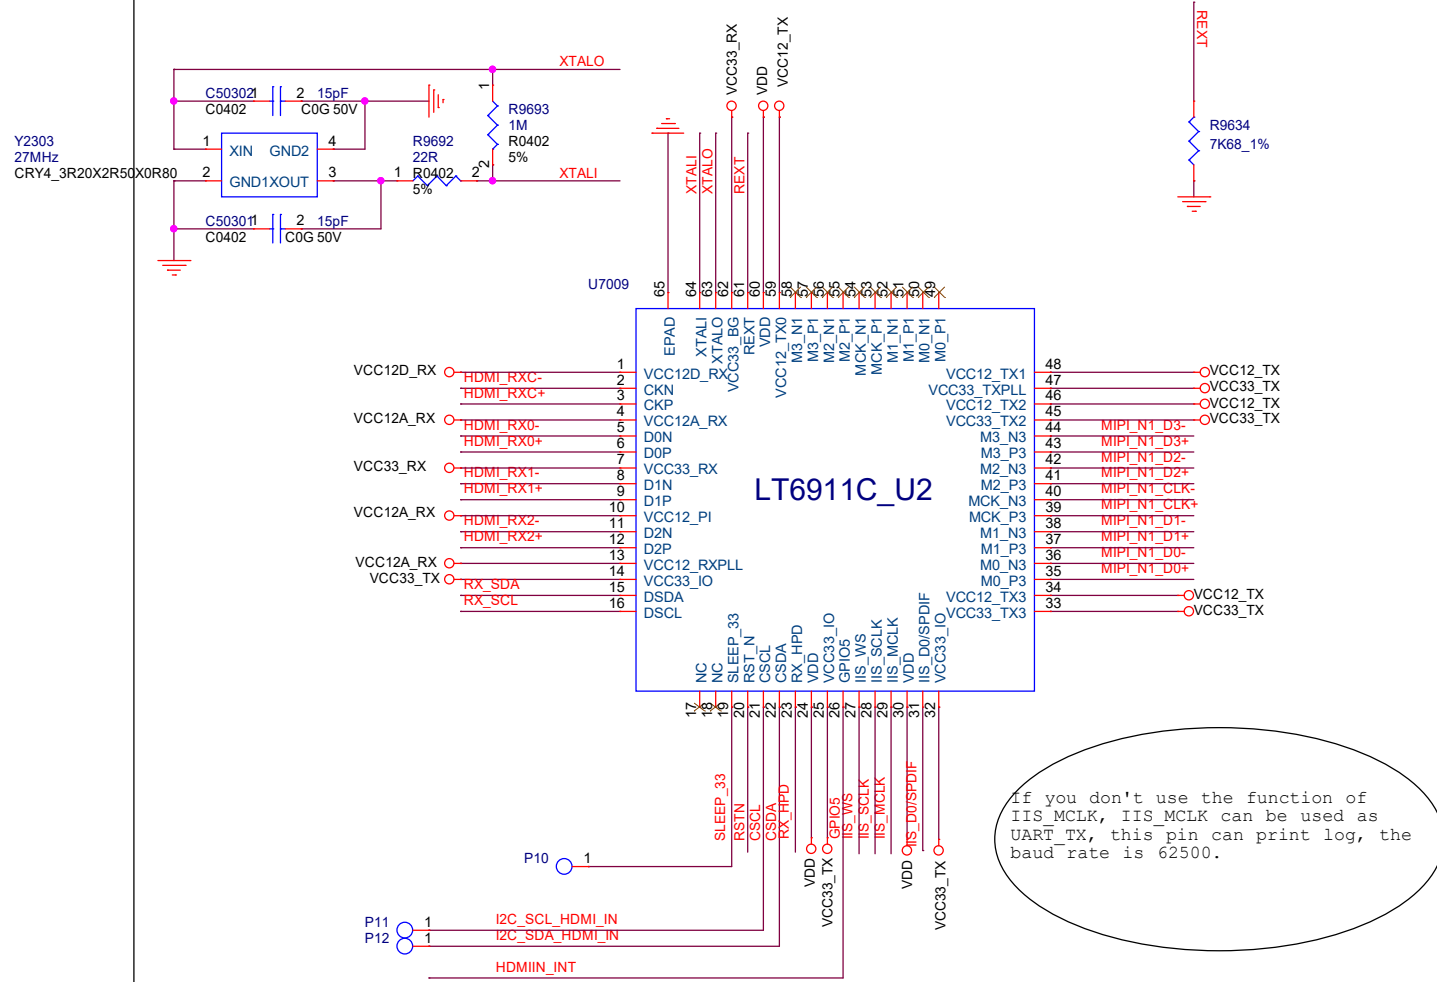 REXT
R9634
7K68_1%
XTALO
C50302 1 2 15pF
C0402 C0G 50V
Y2303
27MHz
CRY4_3R20X2R50X0R80
1 XIN GND2 4
2 GND1 XOUT 3
R9692
22R
1 R0402 2
5%
R9693
1M
R0402
5%
1
2
XTALI
C50301 1 2 15pF
C0402 C0G 50V
VCC33_RX
VDD
VCC12_TX
XTALI
XTALO
REXT
U7009
65 64 63 62 61 60 59 58 57 56 55 54 53 52 51 50 49
EPAD
XTALI
XTALO
VCC33_BG
REXT
VDD
VCC12_TX0
M3_N1
M3_P1
M2_N1
M2_P1
MCK_N1
MCK_P1
M1_N1
M1_P1
M0_N1
M0_P1
LT6911C_U2
VCC12D_RX 1 VCC12D_RX
HDMI_RXC- 2 CKN
HDMI_RXC+ 3 CKP
VCC12A_RX 4 VCC12A_RX
HDMI_RX0- 5 D0N
HDMI_RX0+ 6 D0P
VCC33_RX 7 VCC33_RX
HDMI_RX1- 8 D1N
HDMI_RX1+ 9 D1P
VCC12A_RX 10 VCC12_PI
HDMI_RX2- 11 D2N
HDMI_RX2+ 12 D2P
VCC12A_RX 13 VCC12_RXPLL
VCC33_TX 14 VCC33_IO
RX_SDA 15 DSDA
RX_SCL 16 DSCL
VCC12_TX1 48 VCC12_TX
VCC33_TXPLL 47 VCC33_TX
VCC12_TX2 46 VCC12_TX
VCC33_TX2 45 VCC33_TX
M3_N3 44 MIPI_N1_D3-
M3_P3 43 MIPI_N1_D3+
M2_N3 42 MIPI_N1_D2-
M2_P3 41 MIPI_N1_D2+
MCK_N3 40 MIPI_N1_CLK-
MCK_P3 39 MIPI_N1_CLK+
M1_N3 38 MIPI_N1_D1-
M1_P3 37 MIPI_N1_D1+
M0_N3 36 MIPI_N1_D0-
M0_P3 35 MIPI_N1_D0+
VCC12_TX3 34 VCC12_TX
VCC33_TX3 33 VCC33_TX
NC
NC
SLEEP_33
RST_N
CSCL
CSDA
RX_HPD
VDD
VCC33_IO
GPIO5
IIS_WS
IIS_SCLK
IIS_MCLK
VDD
IIS_D0/SPDIF
VCC33_IO
17 18 19 20 21 22 23 24 25 26 27 28 29 30 31 32
SLEEP_33
RSTN
CSCL
CSDA
RX_HPD
VDD
VCC33_TX
GPIO5
IIS_WS
IIS_SCLK
IIS_MCLK
VDD
IIS_D0/SPDIF
VCC33_TX
If you don't use the function of
IIS_MCLK, IIS_MCLK can be used as
UART_TX, this pin can print log, the
baud rate is 62500.
P10 1
P11 1 I2C_SCL_HDMI_IN
P12 1 I2C_SDA_HDMI_IN
HDMIIN_INT